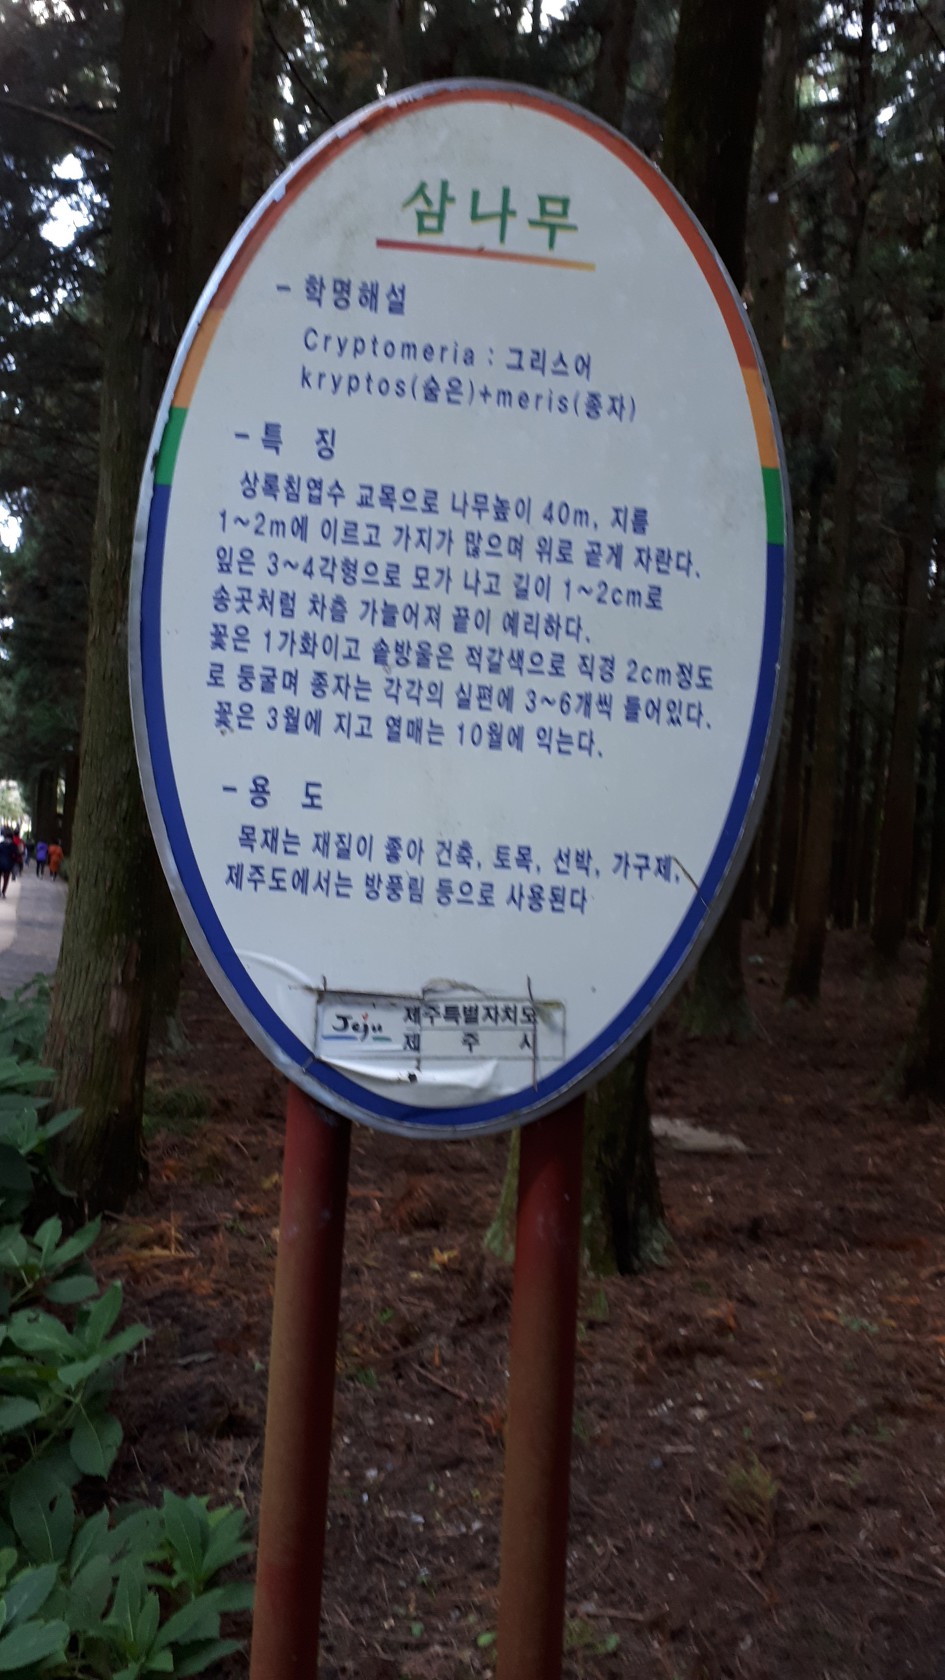 삼나무
- 학명해설
Cryptomeria : 그리스어
kryptos(숨은)+meris(종자)
- 특 징
상록침엽수 교목으로 나무높이 40m, 지름
1~2m에 이르고 가지가 많으며 위로 곧게 자란다.
잎은 3~4각형으로 모가 나고 길이 1~2cm로
송곳처럼 차츰 가늘어져 끝이 예리하다.
꽃은 1가화이고 솔방울은 적갈색으로 직경 2cm정도
로 둥굴며 종자는 각각의 실편에 3~6개씩 들어있다.
꽃은 3월에 지고 열매는 10월에 익는다.
- 용 도
목재는 재질이 좋아 건축, 토목, 선박, 가구제,
제주도에서는 방풍림 등으로 사용된다
Jeju 제주특별자치도
제 주 시